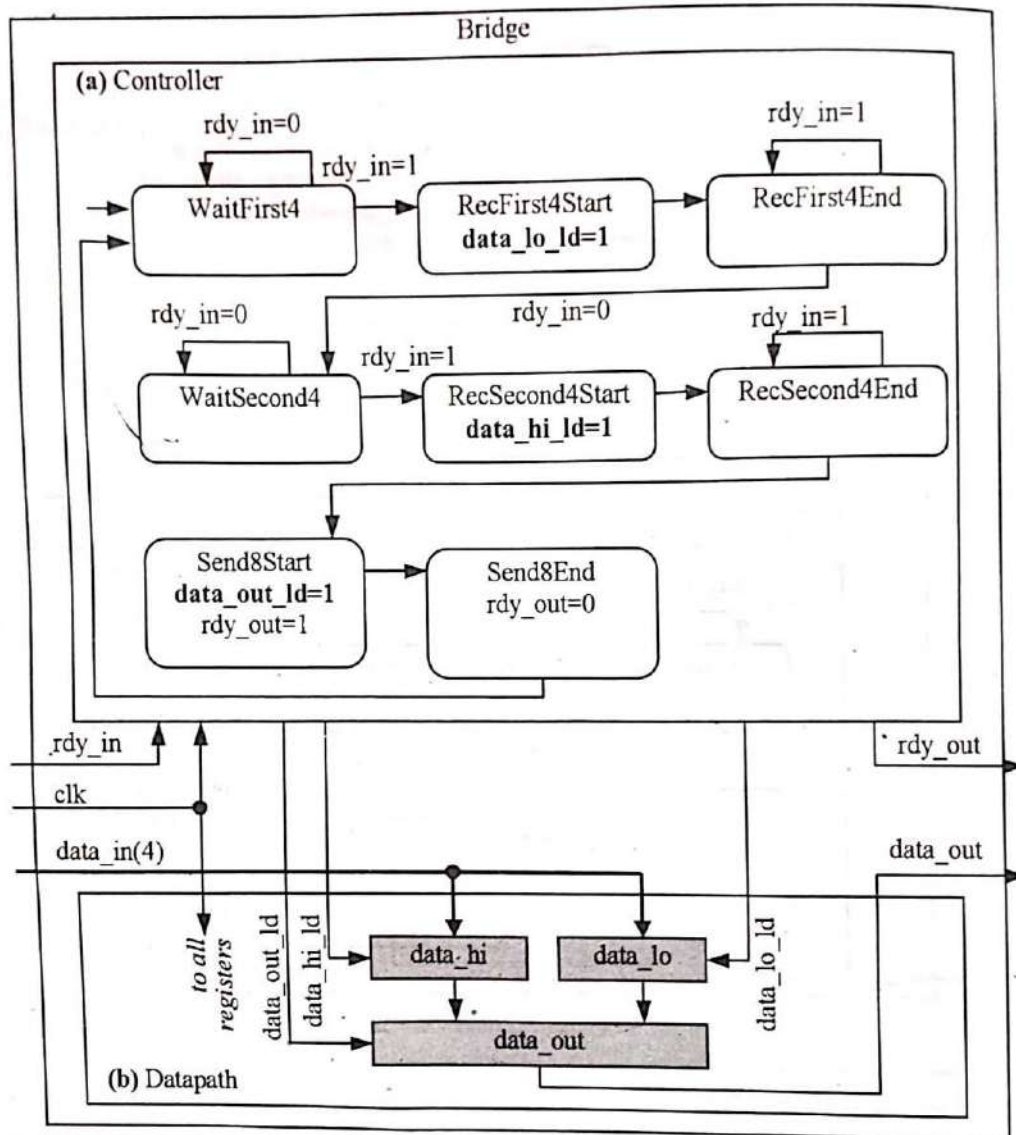 Bridge
(a) Controller
rdy_in=0
rdy_in=1
rdy_in=1
WaitFirst4
RecFirst4Start
data_lo_ld=1
RecFirst4End
rdy_in=0
rdy_in=1
rdy_in=0
rdy_in=1
WaitSecond4
RecSecond4Start
data_hi_ld=1
RecSecond4End
Send8Start
data_out_ld=1
rdy_out=1
Send8End
rdy_out=0
rdy_in
rdy_out
clk
data_in(4)
data_out
to all
registers
data_out_ld
data_hi_ld
data_hi
data_lo
data_lo_ld
data_out
(b) Datapath